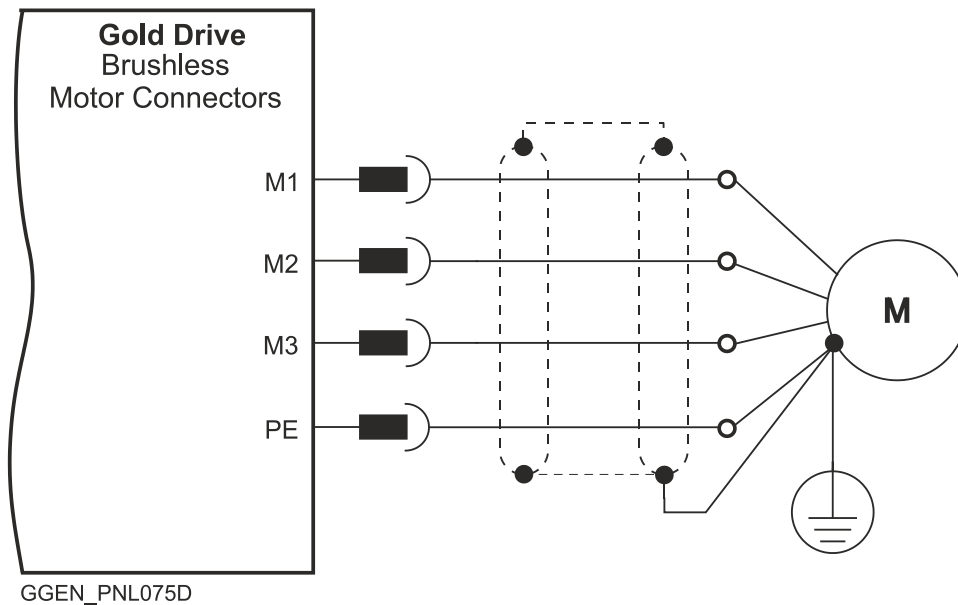 Gold Drive
Brushless
Motor Connectors
M1
M2
M3
PE
M
GGEN_PNL075D